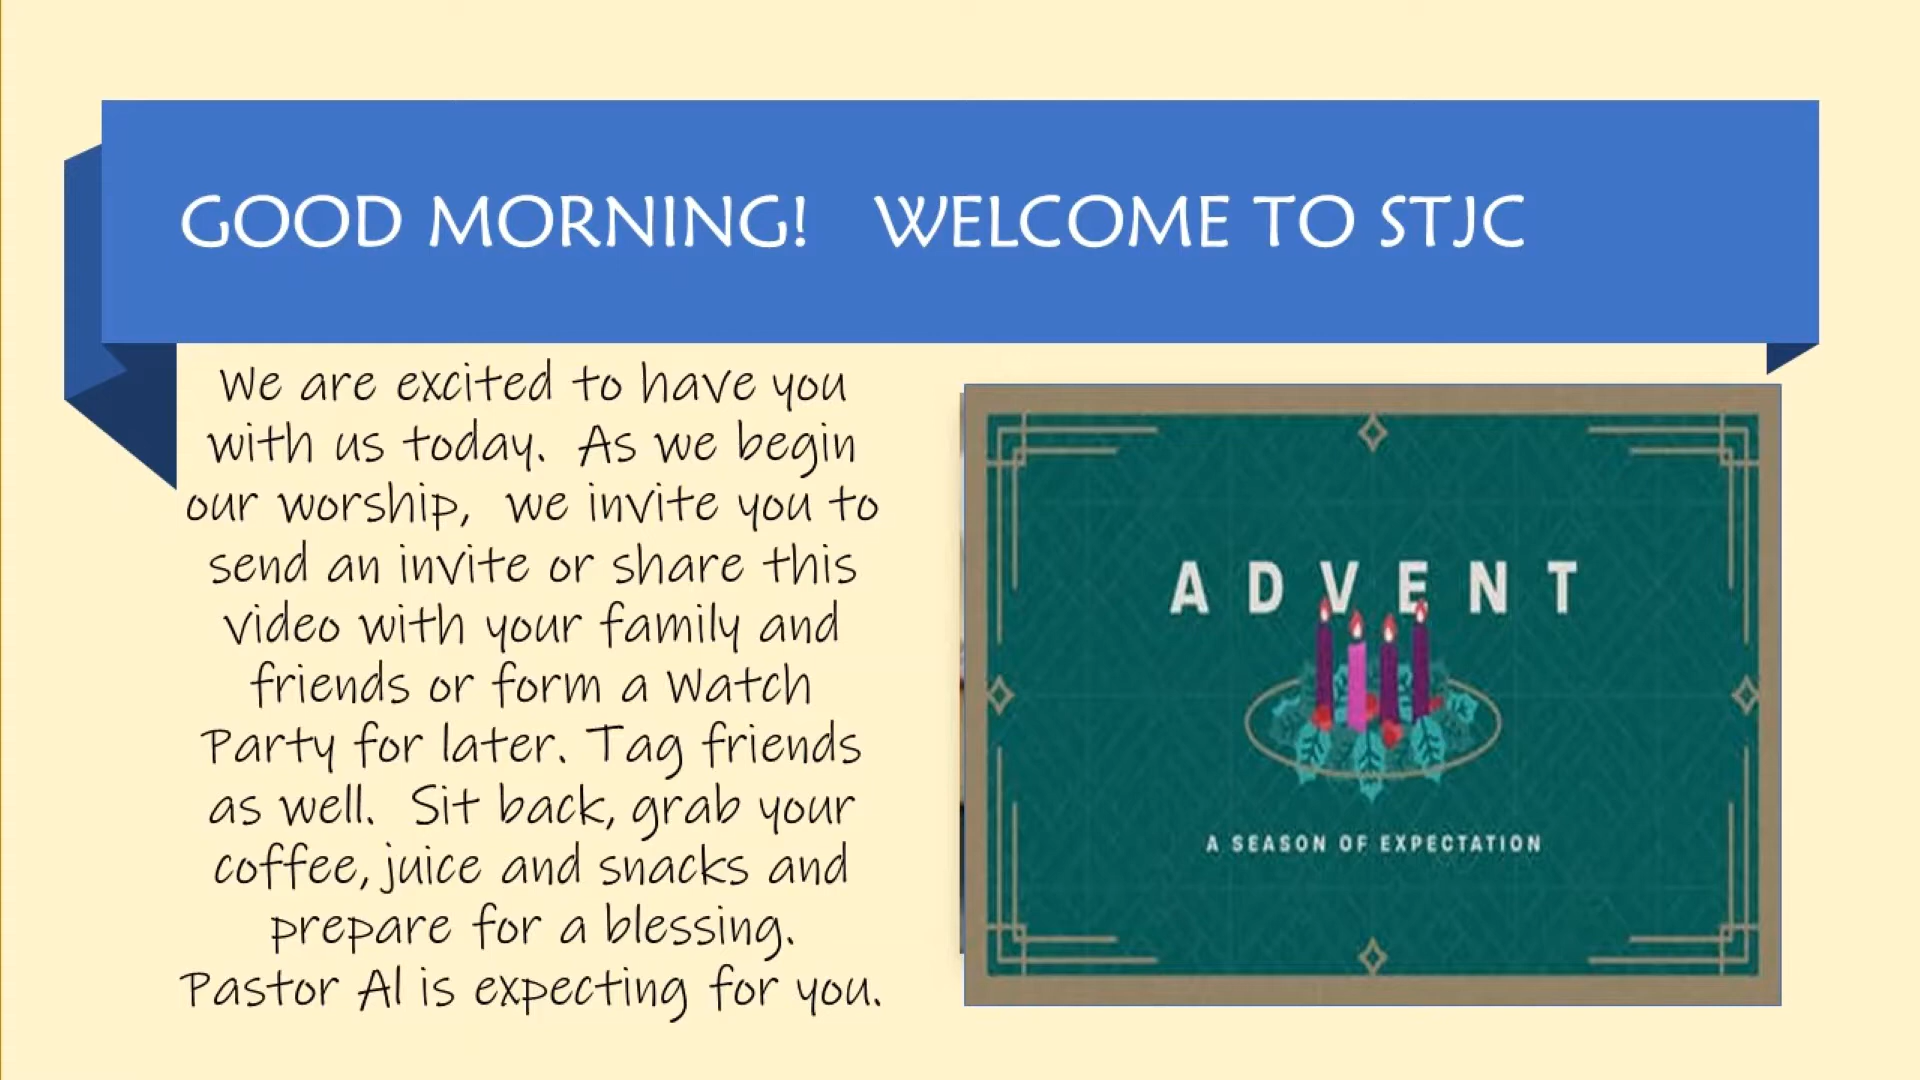 GOOD MORNING!   WELCOME TO STJC
We are excited to have you
with us today.  As we begin
our worship,  we invite you to
send an invite or share this
video with your family and
friends or form a Watch
Party for later. Tag friends
as well.  Sit back, grab your
coffee, juice and snacks and
prepare for a blessing.
Pastor Al is expecting for you.
ADVENT
A SEASON OF EXPECTATION